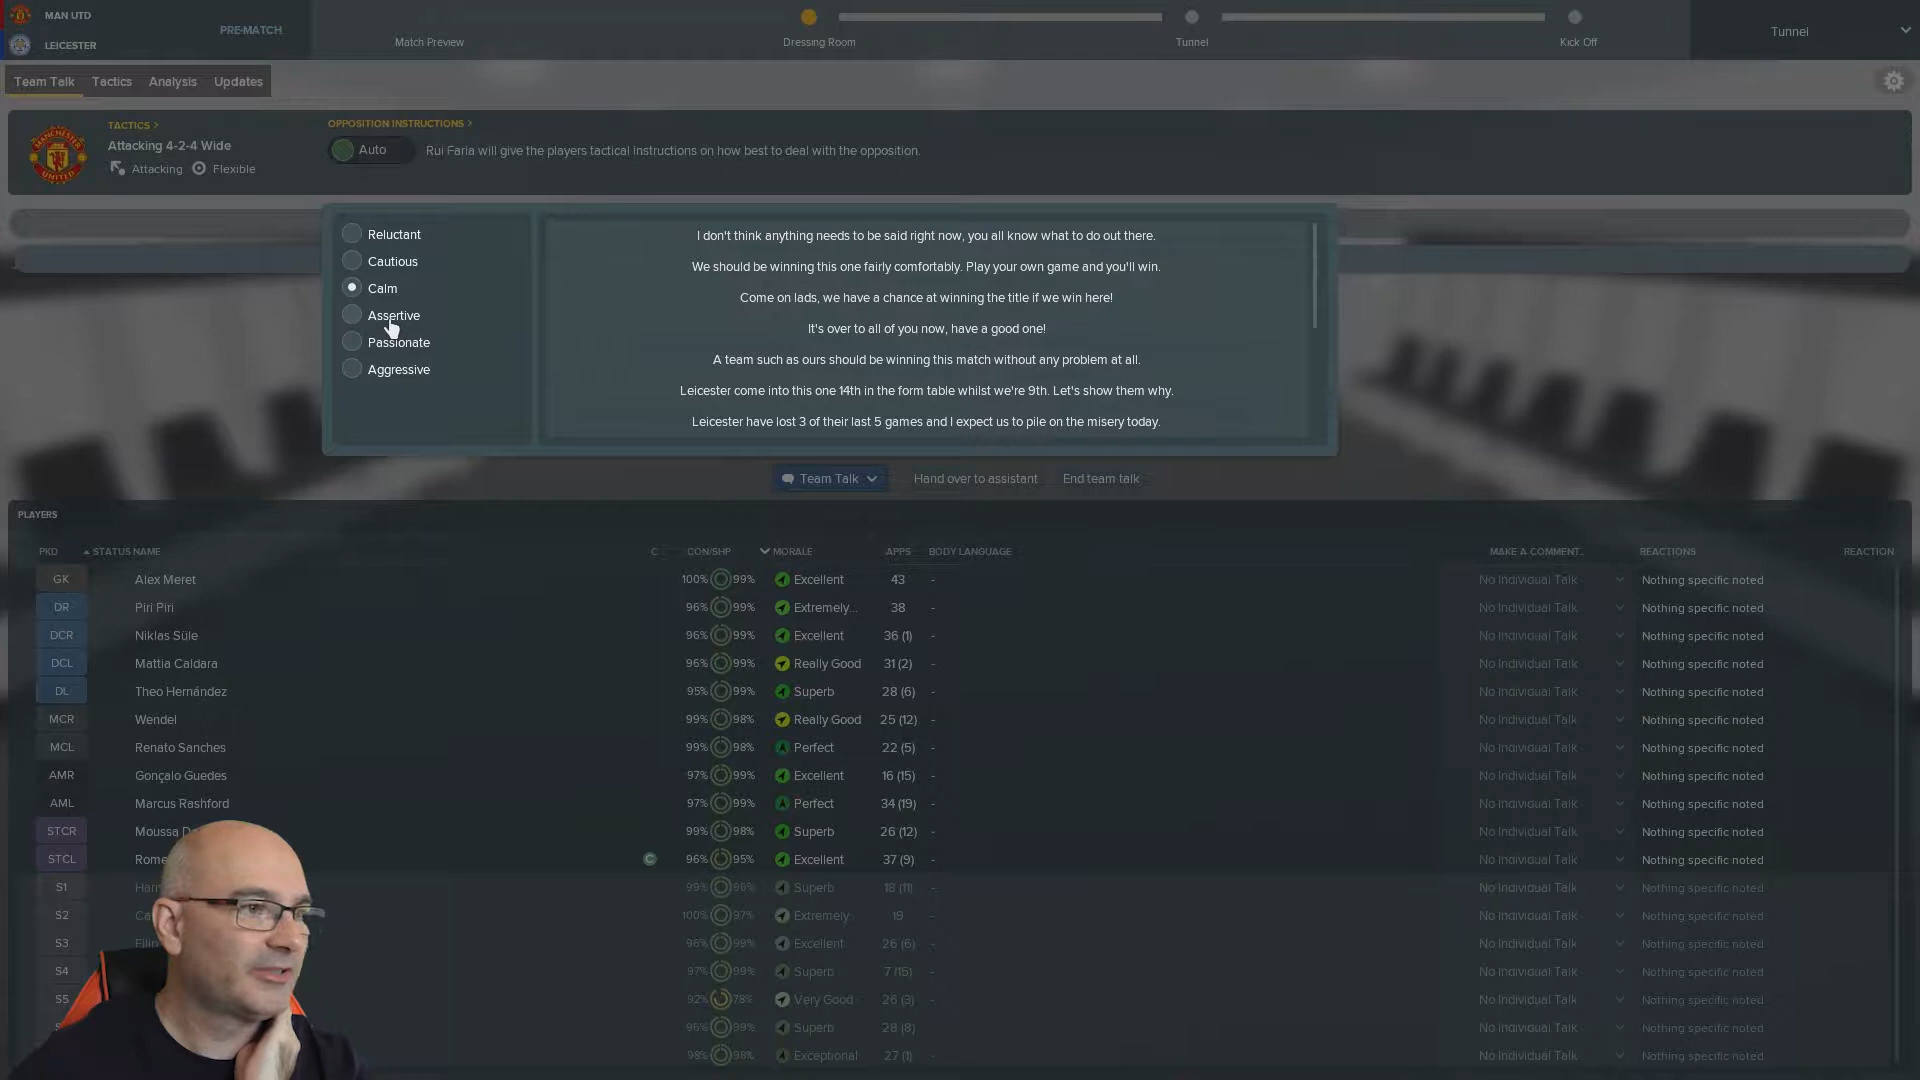 MAN UTD
LEICESTER
PRE-MATCH
Match Preview
Dressing Room
Tunnel
Kick Off
Tunnel
Team Talk Tactics Analysis Updates
TACTICS >
Attacking 4-2-4 Wide
Attacking Flexible
OPPOSITION INSTRUCTIONS >
Auto
Rui Faria will give the players tactical instructions on how best to deal with the opposition.
Reluctant
Cautious
Calm
Assertive
Passionate
Aggressive
I don't think anything needs to be said right now, you all know what to do out there.
We should be winning this one fairly comfortably. Play your own game and you'll win.
Come on lads, we have a chance at winning the title if we win here!
It's over to all of you now, have a good one!
A team such as ours should be winning this match without any problem at all.
Leicester come into this one 14th in the form table whilst we're 9th. Let's show them why.
Leicester have lost 3 of their last 5 games and I expect us to pile on the misery today.
Team Talk Hand over to assistant End team talk
PLAYERS
PKD STATUS NAME C CON/SHP MORALE APPS BODY LANGUAGE MAKE A COMMENT... REACTIONS REACTION
GK Alex Meret 100% 99% Excellent 43 - No Individual Talk Nothing specific noted
DR Piri Piri 96% 99% Extremely... 38 - No Individual Talk Nothing specific noted
DCR Niklas Süle 96% 99% Excellent 36 (1) - No Individual Talk Nothing specific noted
DCL Mattia Caldara 96% 99% Really Good 31 (2) - No Individual Talk Nothing specific noted
DL Theo Hernández 95% 99% Superb 28 (6) - No Individual Talk Nothing specific noted
MCR Wendel 99% 98% Really Good 25 (12) - No Individual Talk Nothing specific noted
MCL Renato Sanches 99% 98% Perfect 22 (5) - No Individual Talk Nothing specific noted
AMR Gonçalo Guedes 97% 99% Excellent 16 (15) - No Individual Talk Nothing specific noted
AML Marcus Rashford 97% 99% Perfect 34 (19) - No Individual Talk Nothing specific noted
STCR Moussa 99% 98% Superb 26 (12) - No Individual Talk Nothing specific noted
STCL Rome C 96% 95% Excellent 37 (9) - No Individual Talk Nothing specific noted
S1 99% 96% Superb 18 (11) - No Individual Talk Nothing specific noted
S2 100% 97% Extremely 19 - No Individual Talk Nothing specific noted
S3 96% 99% Excellent 26 (6) - No Individual Talk Nothing specific noted
S4 97% 99% Superb 7 (15) - No Individual Talk Nothing specific noted
S5 92% 78% Very Good 26 (3) - No Individual Talk Nothing specific noted
96% 99% Superb 28 (8) No Individual Talk Nothing specific noted
98% 98% Exceptional 27 (1) - No Individual Talk Nothing specific noted